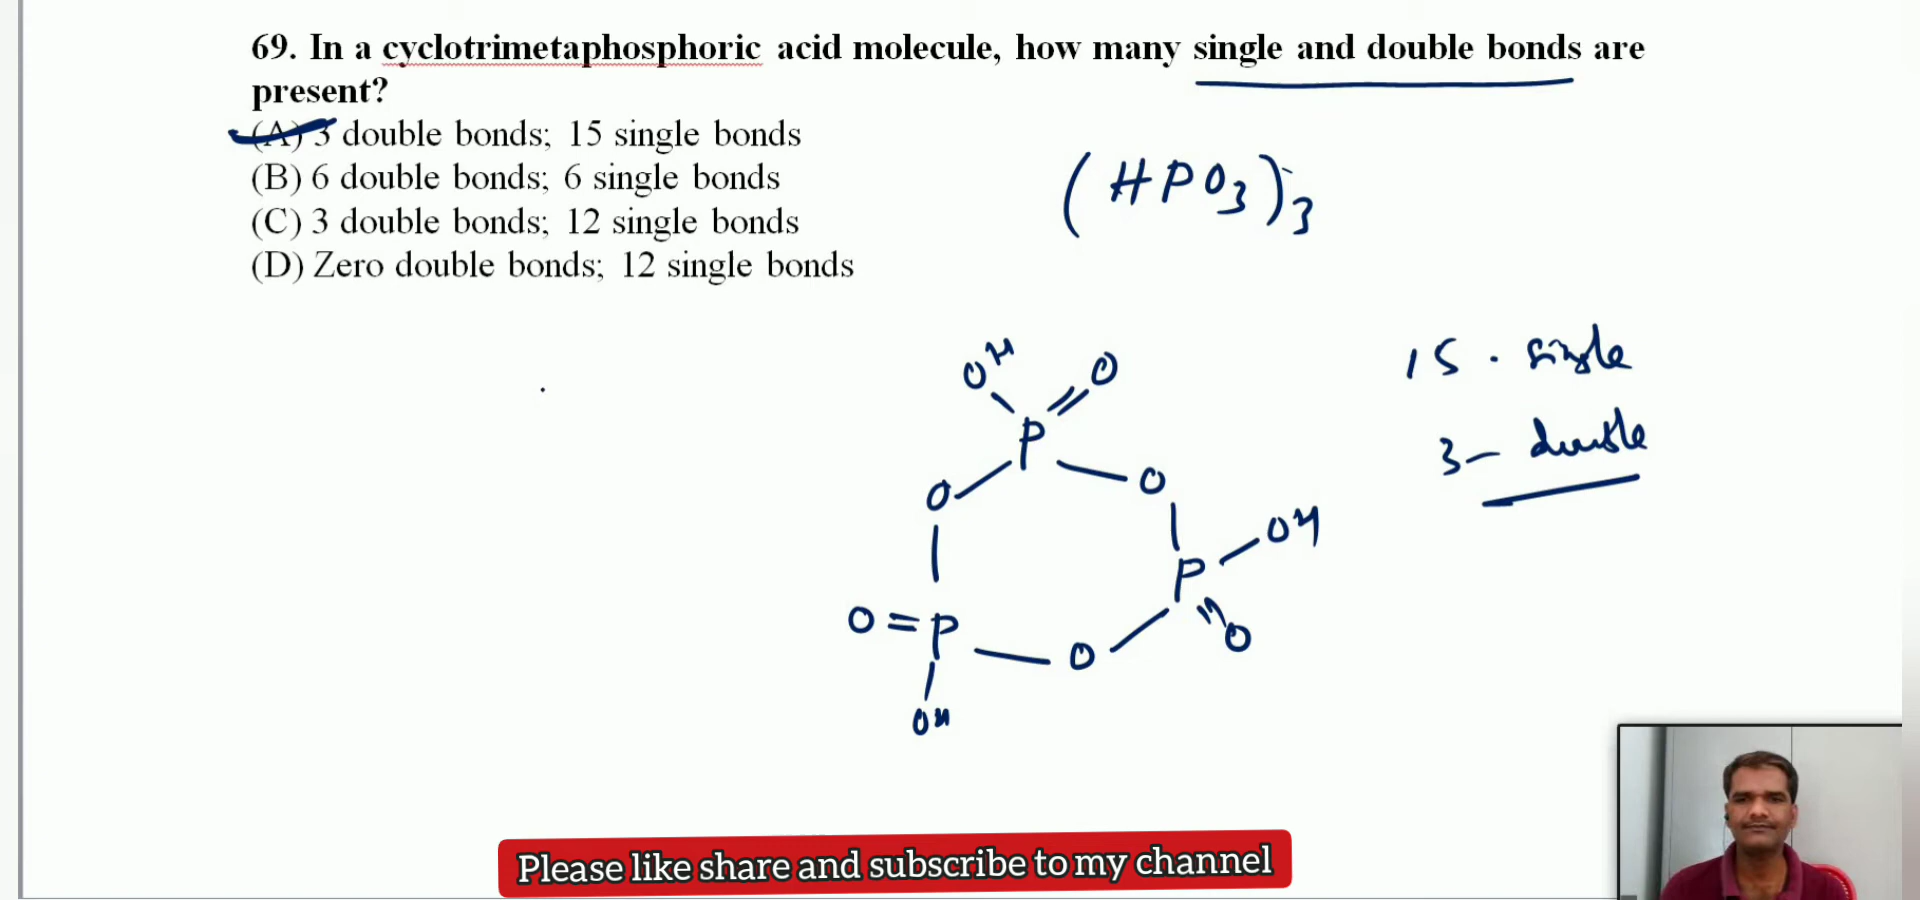 69. In a cyclotrimetaphosphoric acid molecule, how many single and double bonds are
present?
(A) 3 double bonds; 15 single bonds
(B) 6 double bonds; 6 single bonds
(C) 3 double bonds; 12 single bonds
(D) Zero double bonds; 12 single bonds
(HPO3)3
OH O
P
O O
15 . single
3 - double
P OH
O = P O O
OH
Please like share and subscribe to my channel